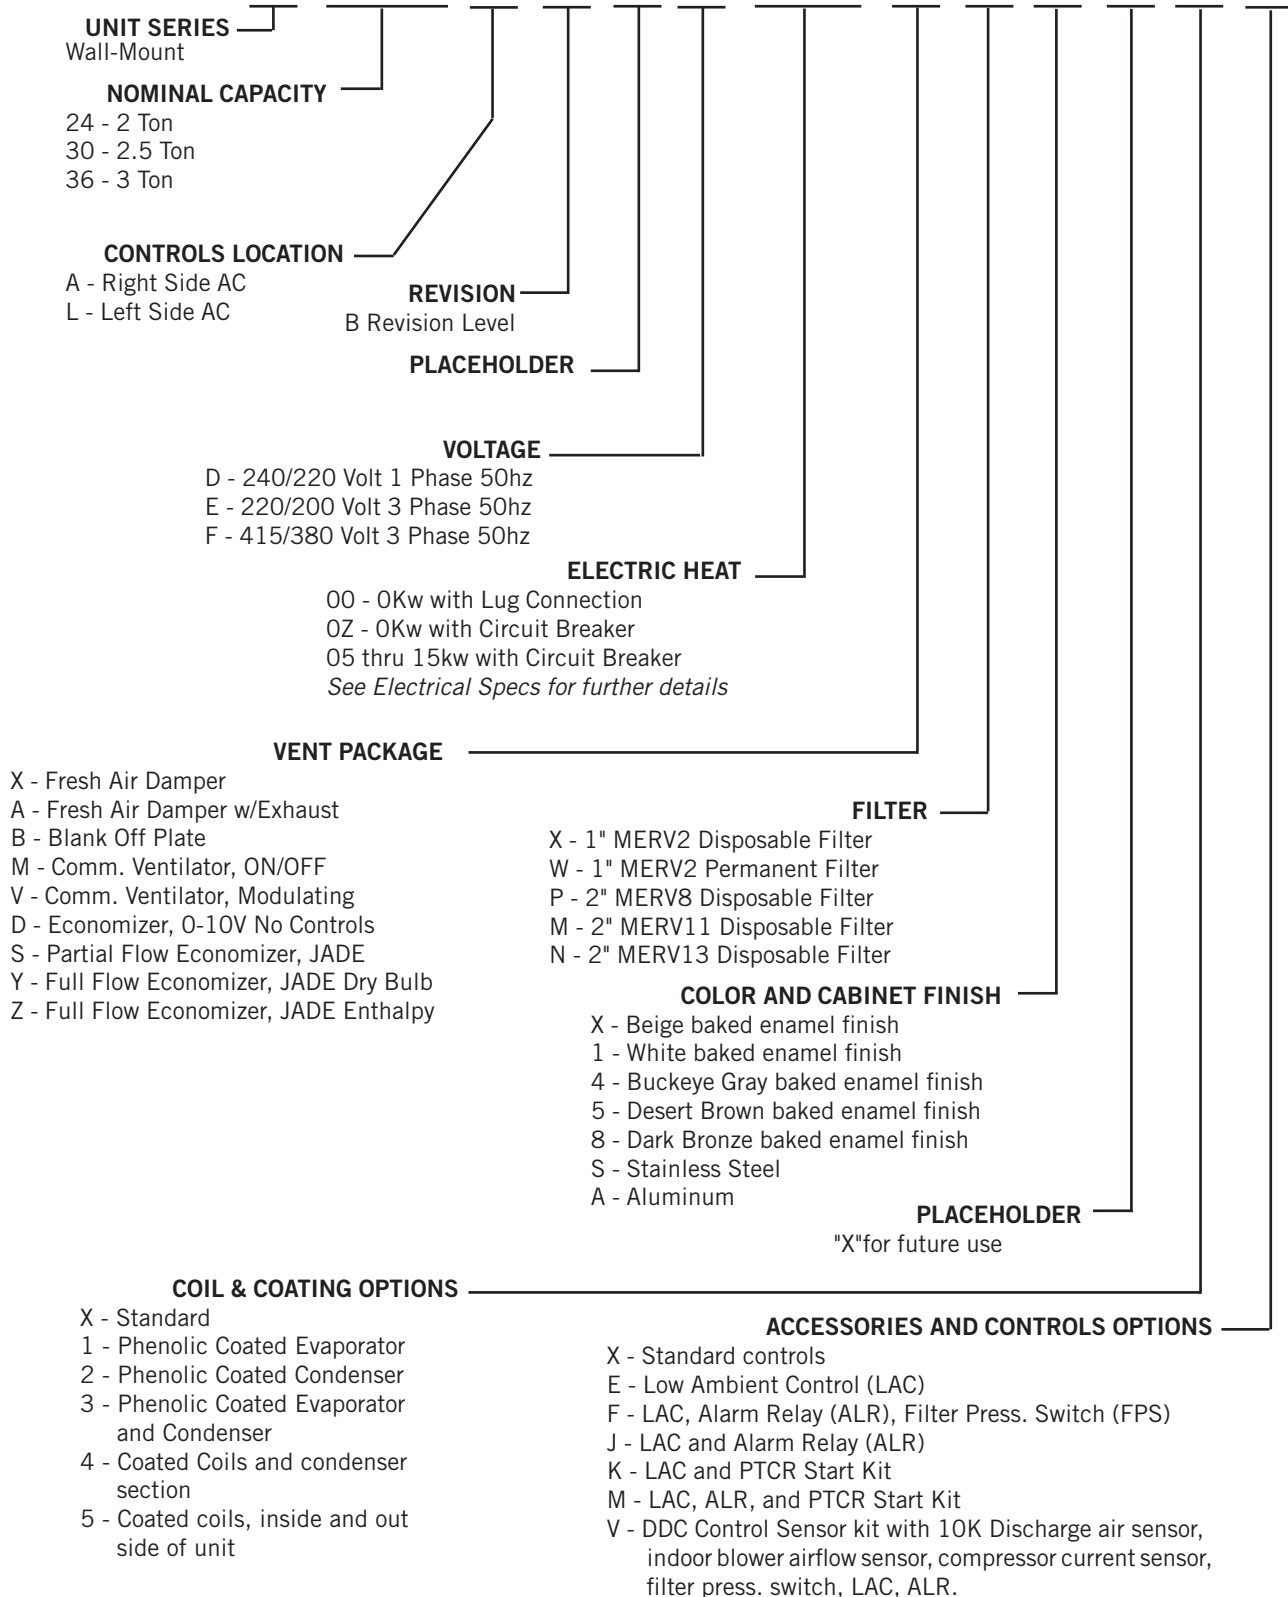 UNIT SERIES
Wall-Mount
NOMINAL CAPACITY
24 - 2 Ton
30 - 2.5 Ton
36 - 3 Ton
CONTROLS LOCATION
A - Right Side AC
L - Left Side AC
REVISION
B Revision Level
PLACEHOLDER
VOLTAGE
D - 240/220 Volt 1 Phase 50hz
E - 220/200 Volt 3 Phase 50hz
F - 415/380 Volt 3 Phase 50hz
ELECTRIC HEAT
00 - 0Kw with Lug Connection
0Z - 0Kw with Circuit Breaker
05 thru 15kw with Circuit Breaker
See Electrical Specs for further details
VENT PACKAGE
X - Fresh Air Damper
A - Fresh Air Damper w/Exhaust
B - Blank Off Plate
M - Comm. Ventilator, ON/OFF
V - Comm. Ventilator, Modulating
D - Economizer, 0-10V No Controls
S - Partial Flow Economizer, JADE
Y - Full Flow Economizer, JADE Dry Bulb
Z - Full Flow Economizer, JADE Enthalpy
FILTER
X - 1" MERV2 Disposable Filter
W - 1" MERV2 Permanent Filter
P - 2" MERV8 Disposable Filter
M - 2" MERV11 Disposable Filter
N - 2" MERV13 Disposable Filter
COLOR AND CABINET FINISH
X - Beige baked enamel finish
1 - White baked enamel finish
4 - Buckeye Gray baked enamel finish
5 - Desert Brown baked enamel finish
8 - Dark Bronze baked enamel finish
S - Stainless Steel
A - Aluminum
PLACEHOLDER
"X"for future use
COIL & COATING OPTIONS
X - Standard
1 - Phenolic Coated Evaporator
2 - Phenolic Coated Condenser
3 - Phenolic Coated Evaporator
and Condenser
4 - Coated Coils and condenser
section
5 - Coated coils, inside and out
side of unit
ACCESSORIES AND CONTROLS OPTIONS
X - Standard controls
E - Low Ambient Control (LAC)
F - LAC, Alarm Relay (ALR), Filter Press. Switch (FPS)
J - LAC and Alarm Relay (ALR)
K - LAC and PTCR Start Kit
M - LAC, ALR, and PTCR Start Kit
V - DDC Control Sensor kit with 10K Discharge air sensor,
indoor blower airflow sensor, compressor current sensor,
filter press. switch, LAC, ALR.